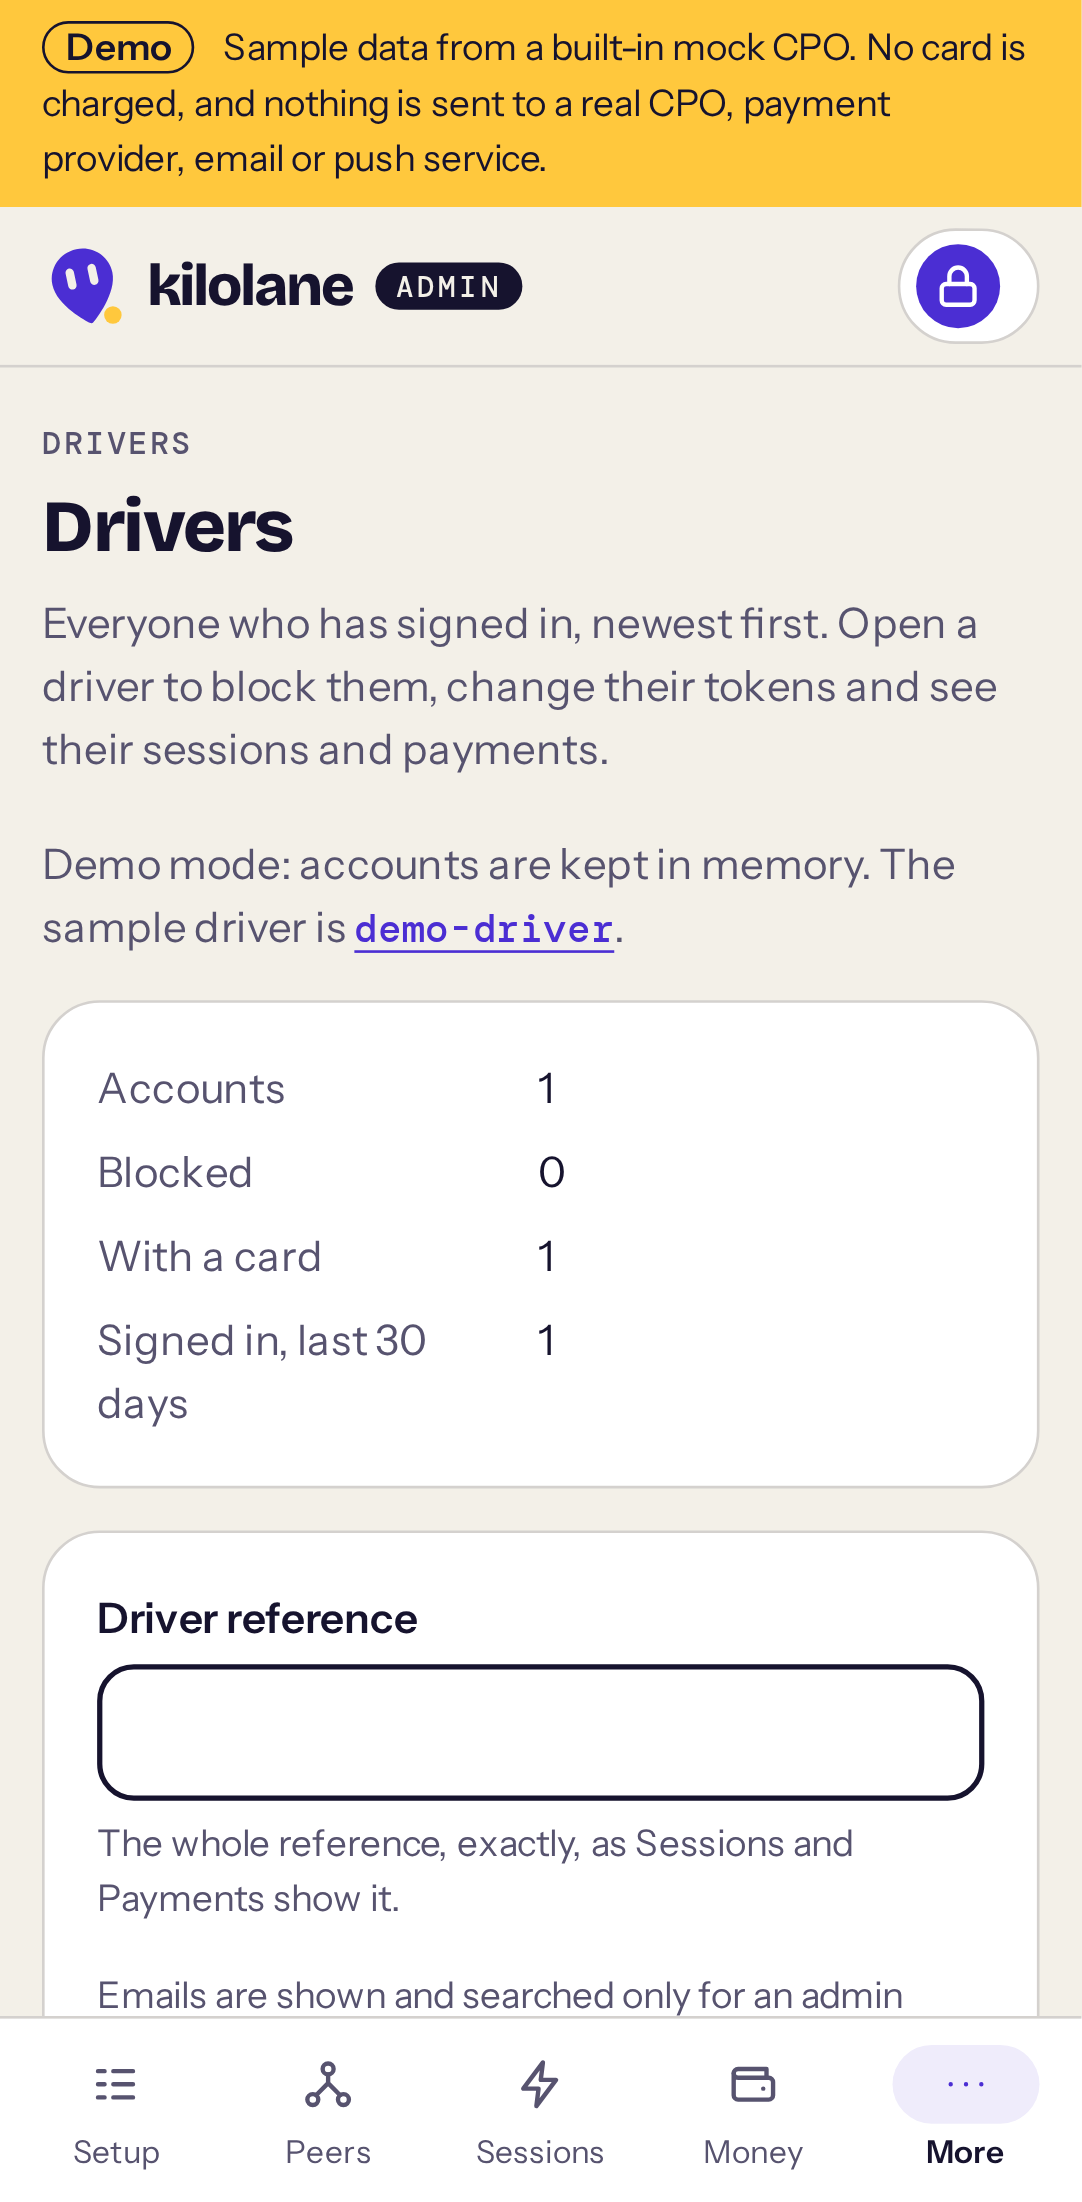 Demo Sample data from a built-in mock CPO. No card is
charged, and nothing is sent to a real CPO, payment
provider, email or push service.
kilolane ADMIN
DRIVERS
Drivers
Everyone who has signed in, newest first. Open a
driver to block them, change their tokens and see
their sessions and payments.
Demo mode: accounts are kept in memory. The
sample driver is demo-driver.
Accounts 1
Blocked 0
With a card 1
Signed in, last 30 1
days
Driver reference
The whole reference, exactly, as Sessions and
Payments show it.
Emails are shown and searched only for an admin
Setup Peers Sessions Money More